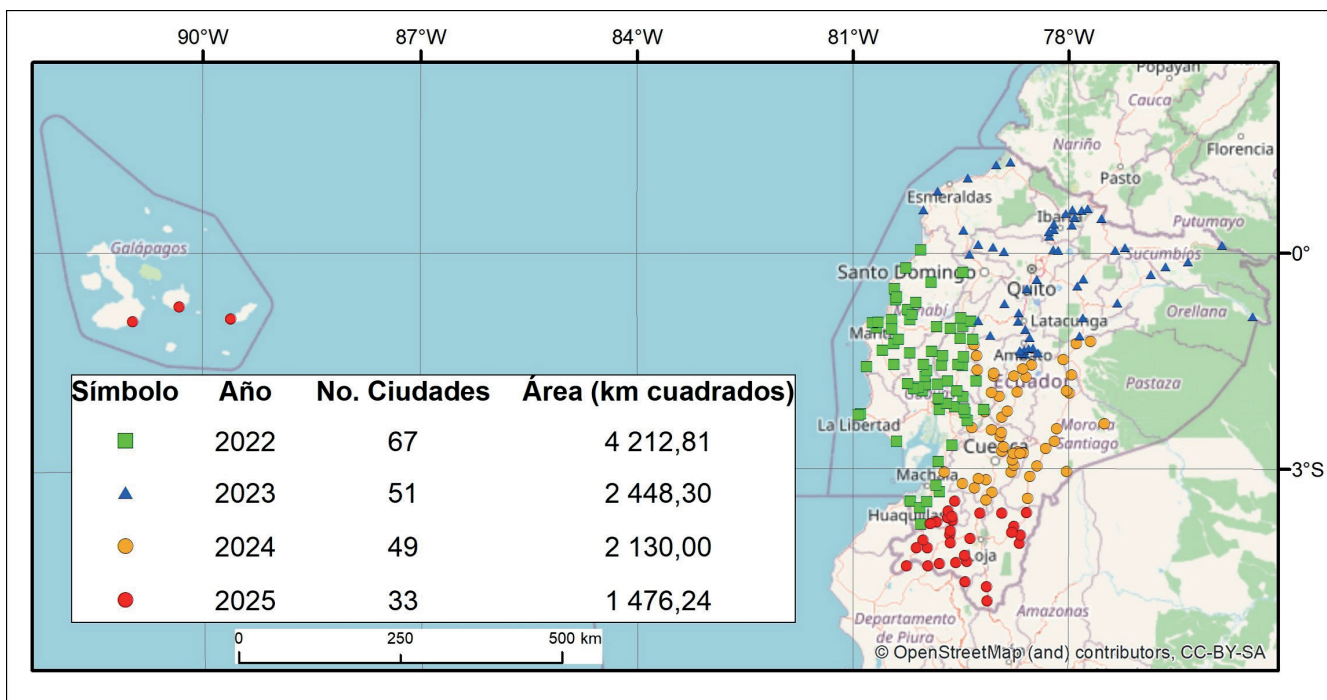 90°W 87°W 84°W 81°W 78°W
Popayán
Cauca
Florencia
Nariño
Pasto
Esmeraldas
Putumayo
Galápagos
Sucumbíos
0°
Santo Domingo
Quito
Orellana
Latacunga
Ecuador
Pastaza
Símbolo Año No. Ciudades Área (km cuadrados)
2022 67 4 212,81
2023 51 2 448,30
2024 49 2 130,00
2025 33 1 476,24
La Libertad
Morona
Santiago
Cuenca
3°S
Machala
Huaquillas
Loja
Departamento
de Piura
Amazonas
0 250 500 km
© OpenStreetMap (and) contributors, CC-BY-SA